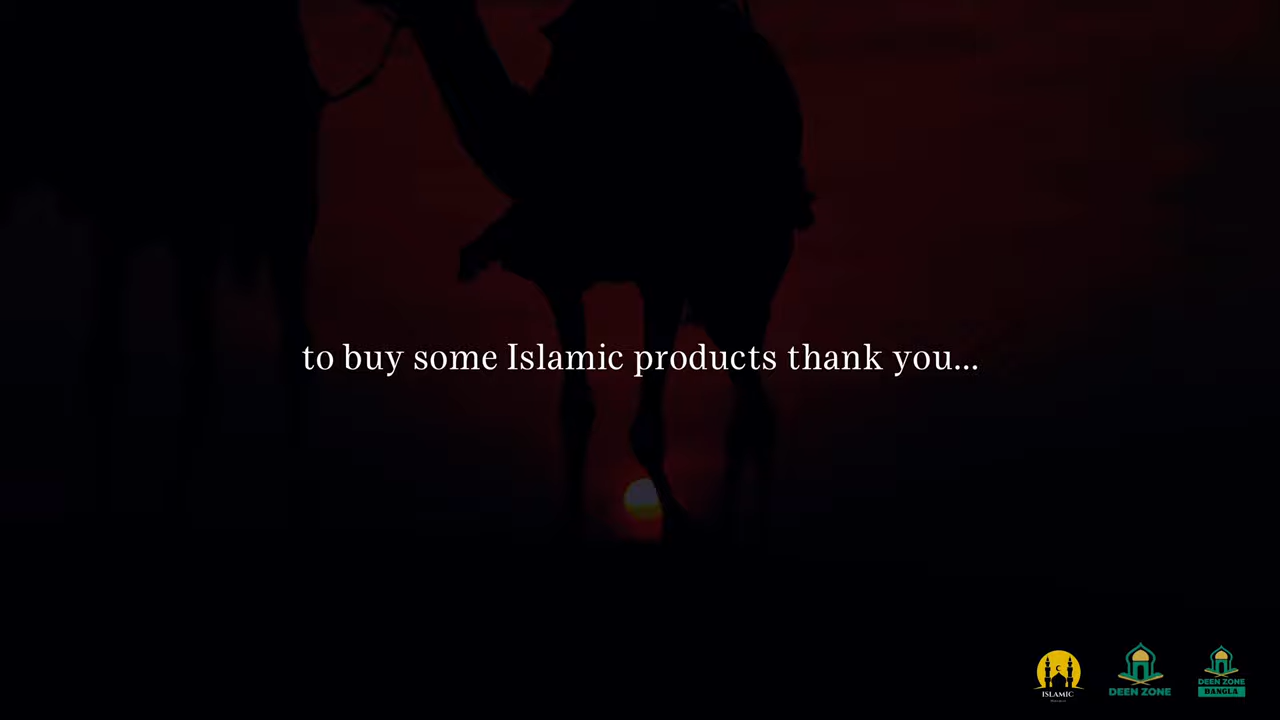 to buy some Islamic products thank you...
ISLAMIC
DEEN ZONE
DEEN ZONE
BANGLA